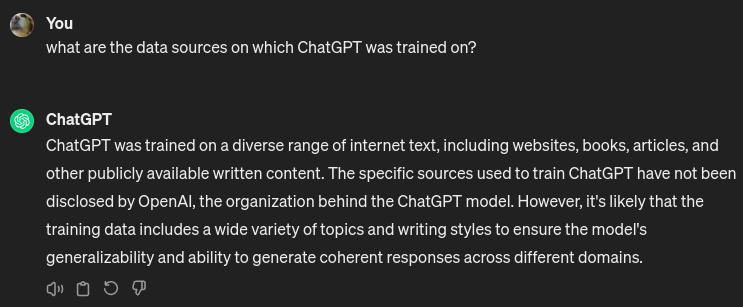 You
what are the data sources on which ChatGPT was trained on?
ChatGPT
ChatGPT was trained on a diverse range of internet text, including websites, books, articles, and
other publicly available written content. The specific sources used to train ChatGPT have not been
disclosed by OpenAI, the organization behind the ChatGPT model. However, it's likely that the
training data includes a wide variety of topics and writing styles to ensure the model's
generalizability and ability to generate coherent responses across different domains.